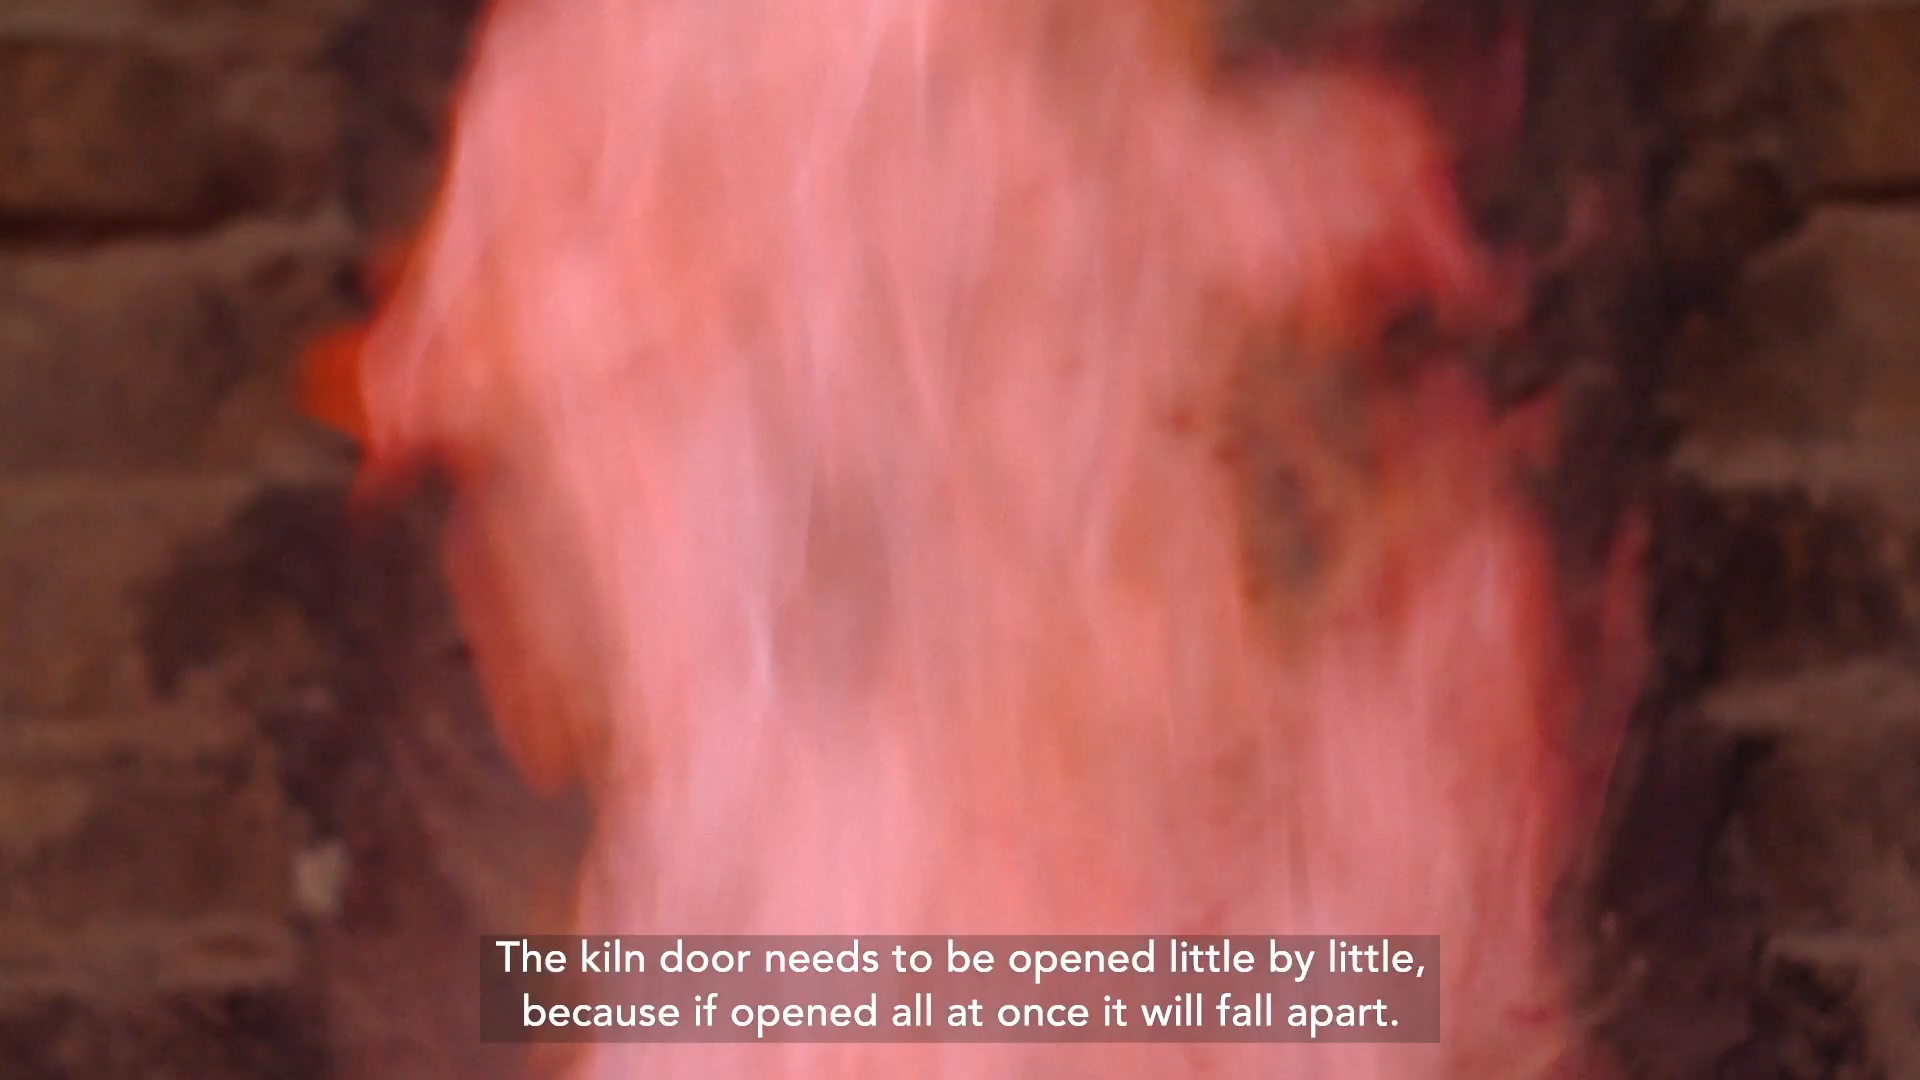 The kiln door needs to be opened little by little,
because if opened all at once it will fall apart.